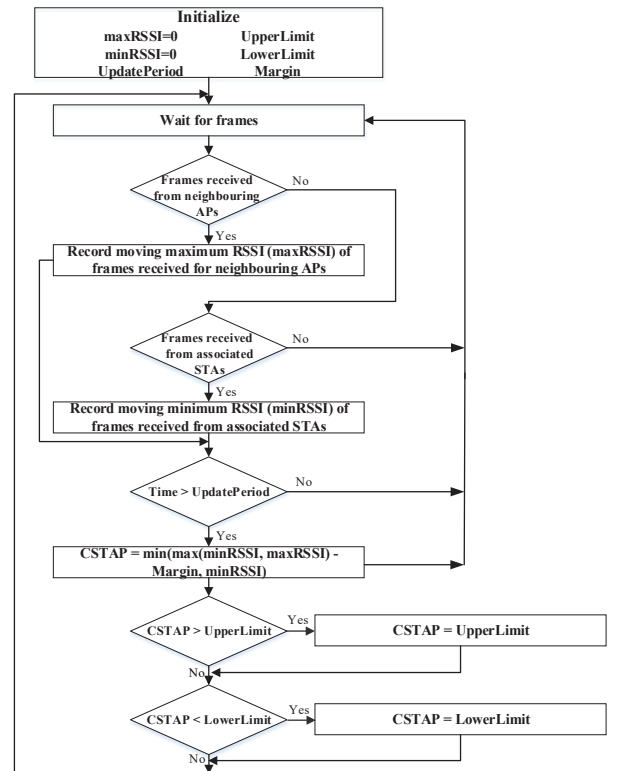 Initialize
maxRSSI=0 UpperLimit
minRSSI=0 LowerLimit
UpdatePeriod Margin
Wait for frames
Frames received
from neighbouring
APs
No
Yes
Record moving maximum RSSI (maxRSSI) of
frames received for neighbouring APs
Frames received
from associated
STAs
No
Yes
Record moving minimum RSSI (minRSSI) of
frames received from associated STAs
Time > UpdatePeriod
No
Yes
CSTAP = min(max(minRSSI, maxRSSI) -
Margin, minRSSI)
CSTAP > UpperLimit
Yes
CSTAP = UpperLimit
No
CSTAP < LowerLimit
Yes
CSTAP = LowerLimit
No